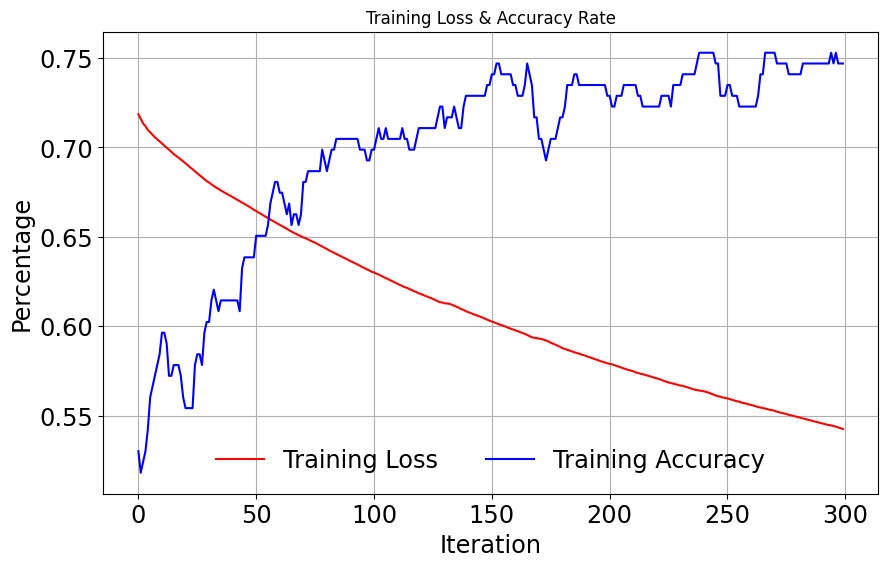 Training Loss & Accuracy Rate
0.75
0.70
0.65
0.60
0.55
Percentage
Training Loss
Training Accuracy
0
50
100
150
200
250
300
Iteration